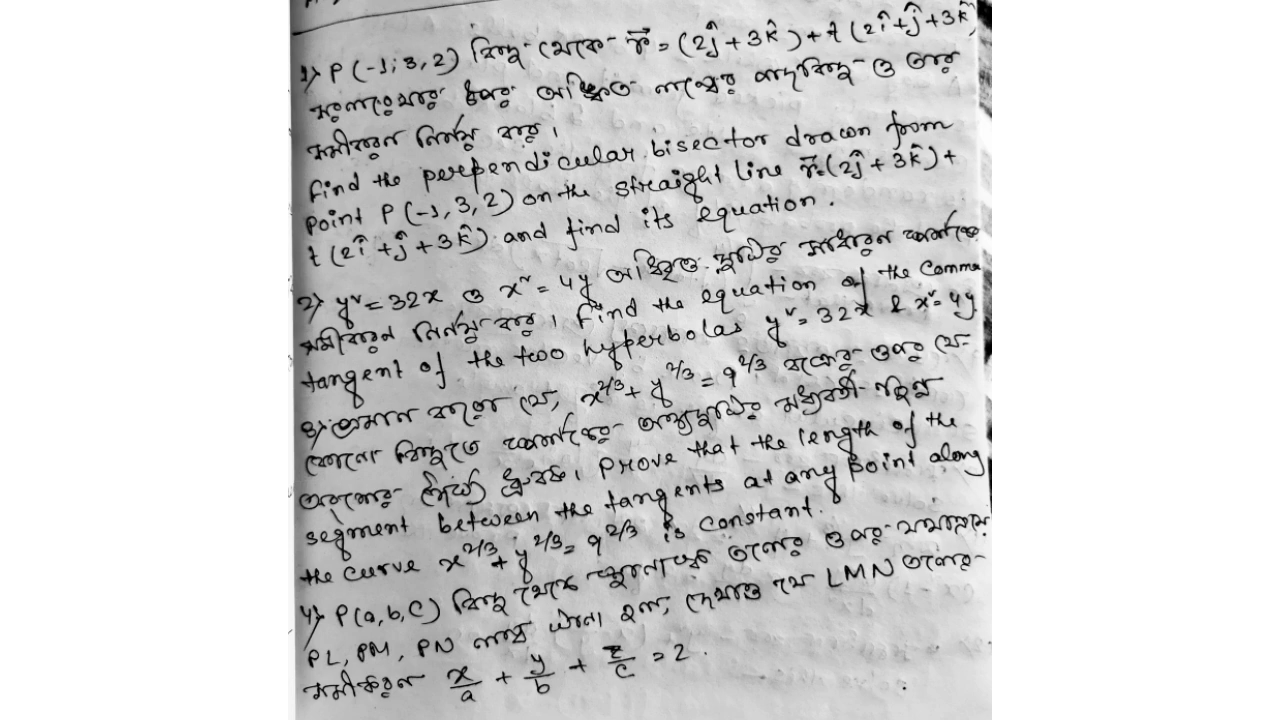 1) P(-1, 3, 2) বিন্দু থেকে r⃗ = (2ĵ + 3k̂) + t (2î + ĵ + 3k̂)
সরলরেখার উপর অঙ্কিত লম্বের পাদবিন্দু ও তার
সমীকরণ নির্ণয় কর।
Find the perpendicular bisector drawn from
point P (-1, 3, 2) on the straight line r⃗=(2ĵ + 3k̂) +
t (2î + ĵ + 3k̂) and find its equation.
2) y² = 32x ও x² = 4y অধিবৃত্ত দুটির সাধারণ স্পর্শকের
সমীকরণ নির্ণয় কর। Find the equation of the Comm
tangent of the two hyperbolas y² = 32x & x² = 4y
3) প্রমাণ করো যে, x^2/3 + y^2/3 = a^2/3 বক্রের ওপর যে-
কোনো বিন্দুতে স্পর্শকের অক্ষদুটির মধ্যবর্তী ছিন্ন
অংশের দৈর্ঘ্য ধ্রুবক। Prove that the length of the
segment between the tangents at any point along
the curve x^2/3 + y^2/3 = a^2/3 is constant.
4) P(a, b, c) বিন্দু থেকে তলের ওপর
PL, PM, PN লম্ব টানা হল, দেখাও যে LMN তলের
সমীকরণ x/a + y/b + z/c = 2.